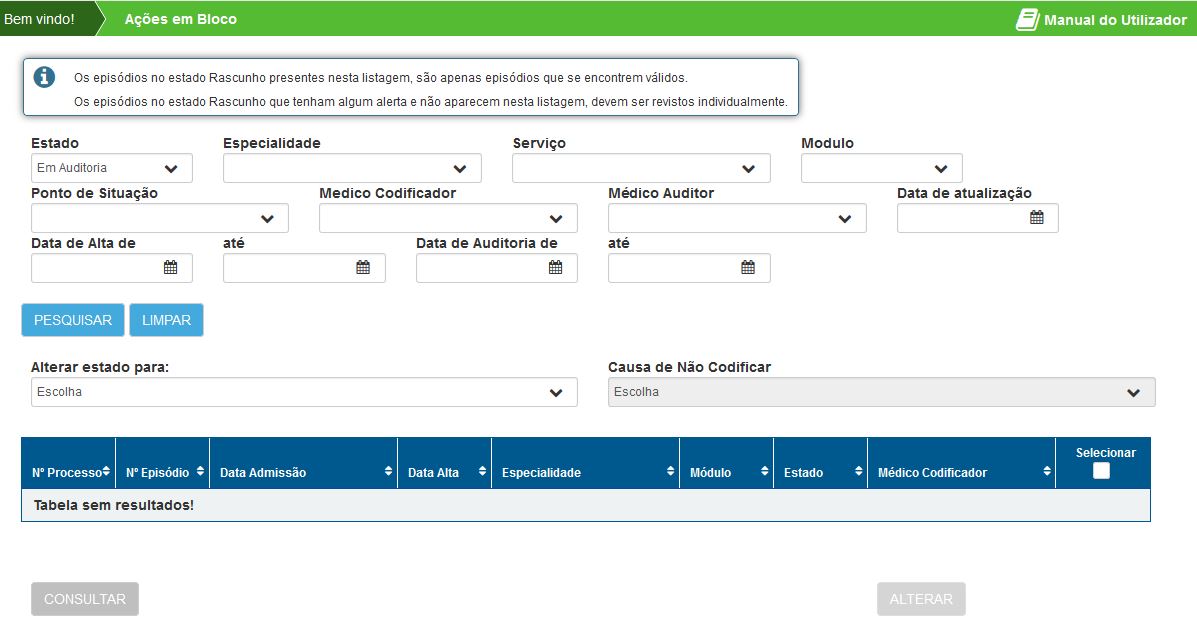 Bem vindo!
Ações em Bloco
Manual do Utilizador
Os episódios no estado Rascunho presentes nesta listagem, são apenas episódios que se encontrem válidos.
Os episódios no estado Rascunho que tenham algum alerta e não aparecem nesta listagem, devem ser revistos individualmente.
Estado Especialidade Serviço Modulo
Em Auditoria
Ponto de Situação Medico Codificador Médico Auditor Data de atualização
Data de Alta de até Data de Auditoria de até
PESQUISAR LIMPAR
Alterar estado para: Causa de Não Codificar
Escolha Escolha
Selecionar
Nº Processo Nº Episódio Data Admissão Data Alta Especialidade Módulo Estado Médico Codificador
Tabela sem resultados!
CONSULTAR ALTERAR